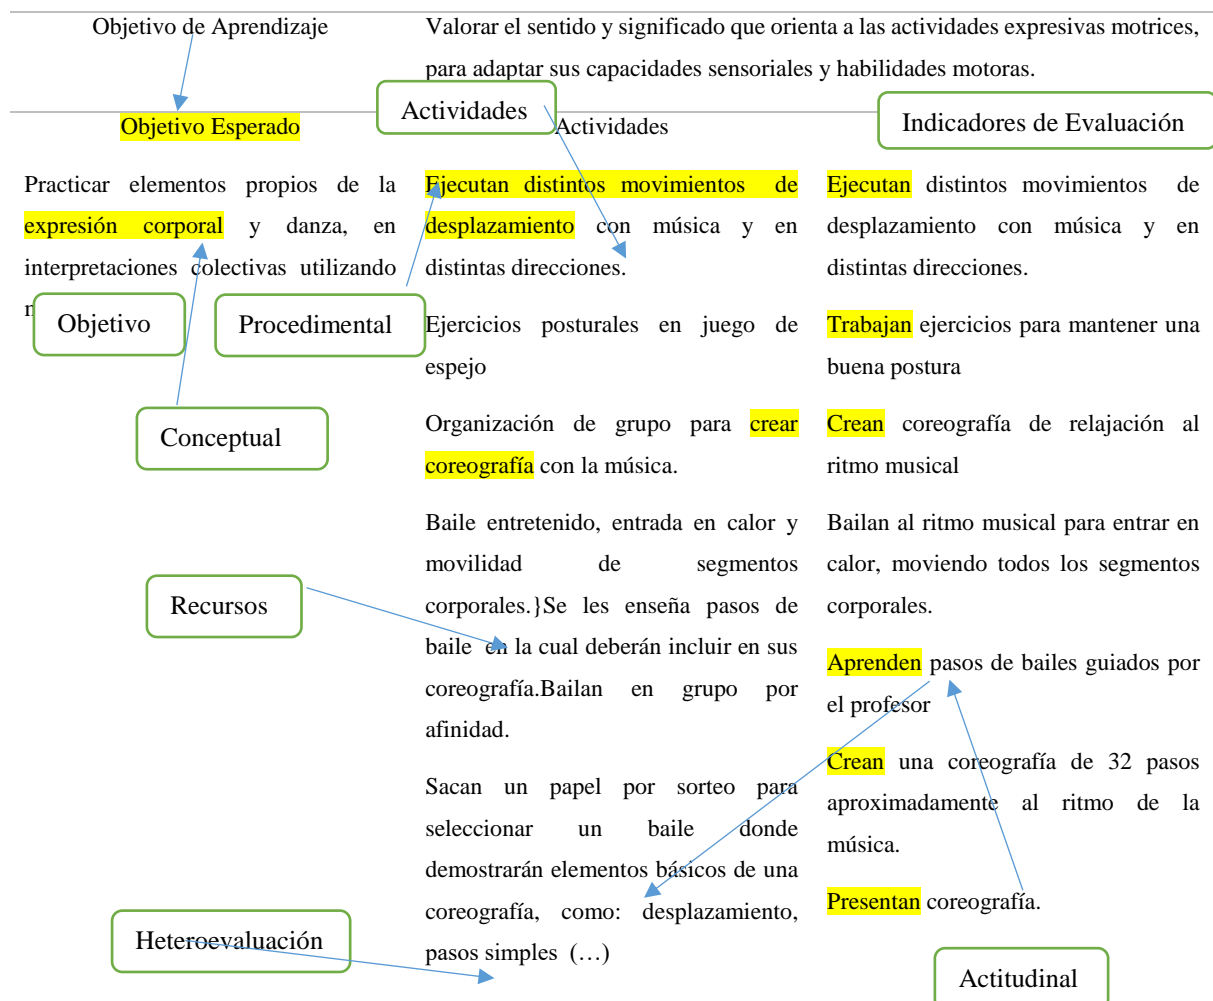 Objetivo de Aprendizaje
Valorar el sentido y significado que orienta a las actividades expresivas motrices,
para adaptar sus capacidades sensoriales y habilidades motoras.
Objetivo Esperado
Actividades
Actividades
Indicadores de Evaluación
Practicar elementos propios de la
expresión corporal y danza, en
interpretaciones colectivas utilizando
Objetivo
Procedimental
Conceptual
Recursos
Heteroevaluación
Ejecutan distintos movimientos de
desplazamiento con música y en
distintas direcciones.
Ejercicios posturales en juego de
espejo
Organización de grupo para crear
coreografía con la música.
Baile entretenido, entrada en calor y
movilidad de segmentos
corporales.}Se les enseña pasos de
baile en la cual deberán incluir en sus
coreografía.Bailan en grupo por
afinidad.
Sacan un papel por sorteo para
seleccionar un baile donde
demostrarán elementos básicos de una
coreografía, como: desplazamiento,
pasos simples (…)
Ejecutan distintos movimientos de
desplazamiento con música y en
distintas direcciones.
Trabajan ejercicios para mantener una
buena postura
Crean coreografía de relajación al
ritmo musical
Bailan al ritmo musical para entrar en
calor, moviendo todos los segmentos
corporales.
Aprenden pasos de bailes guiados por
el profesor
Crean una coreografía de 32 pasos
aproximadamente al ritmo de la
música.
Presentan coreografía.
Actitudinal